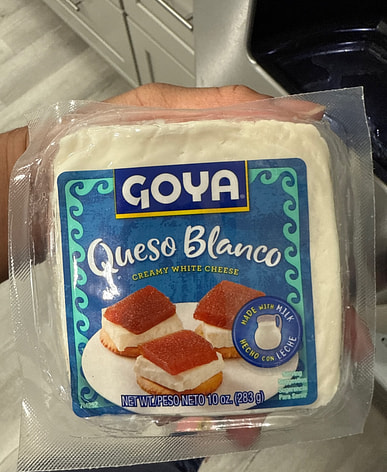 GOYA®
Queso Blanco
CREAMY WHITE CHEESE
MADE WITH MILK
HECHO CON LECHE
NET WT./PESO NETO 10 oz. (283 g)